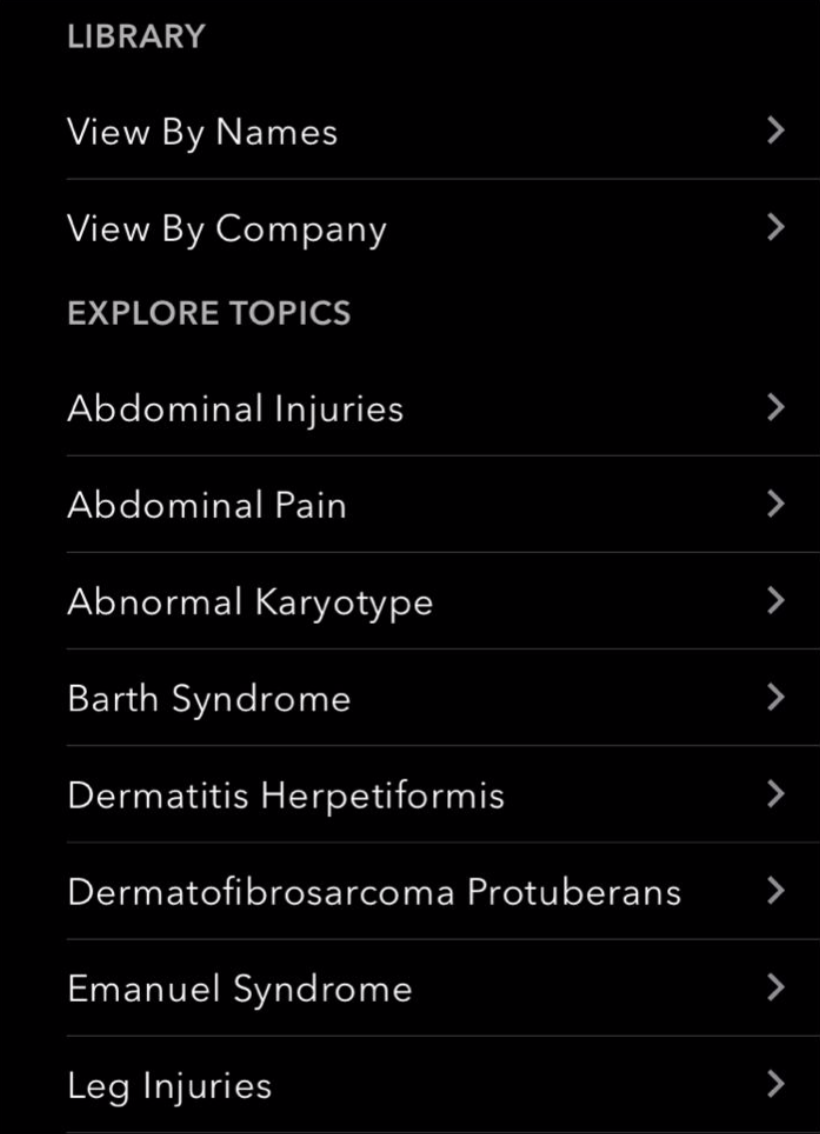 LIBRARY
View By Names
View By Company
EXPLORE TOPICS
Abdominal Injuries
Abdominal Pain
Abnormal Karyotype
Barth Syndrome
Dermatitis Herpetiformis
Dermatofibrosarcoma Protuberans
Emanuel Syndrome
Leg Injuries